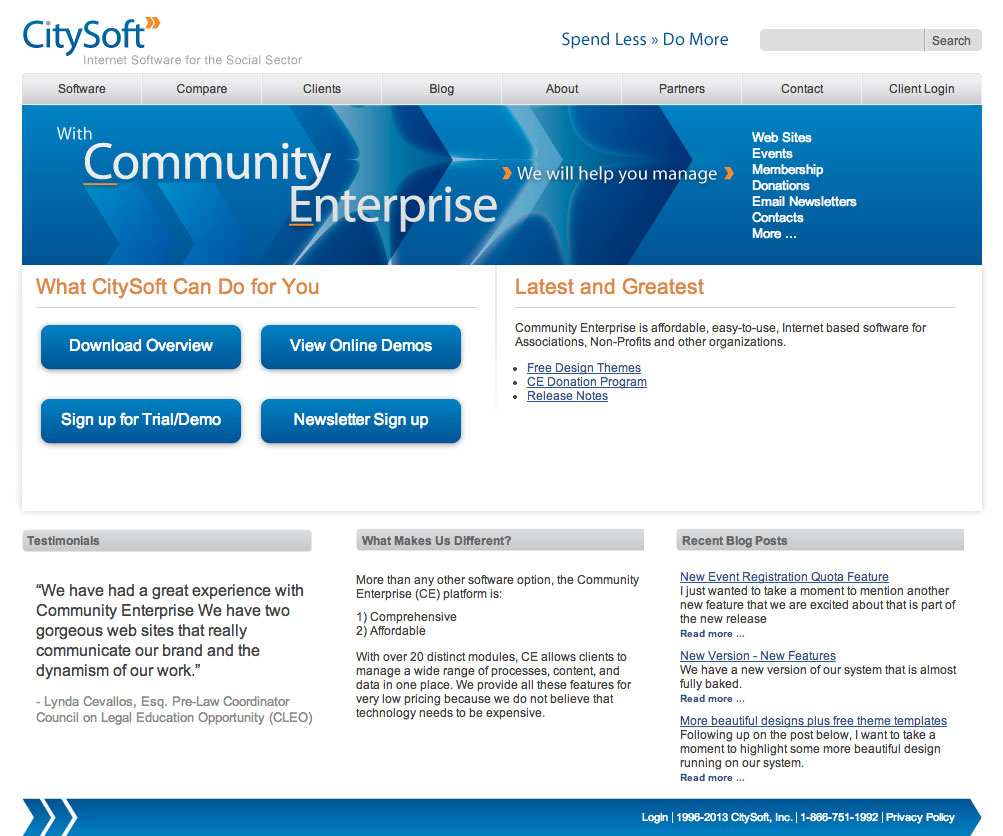 CitySoft»
Internet Software for the Social Sector
Spend Less » Do More
Search
Software
Compare
Clients
Blog
About
Partners
Contact
Client Login
With
Community
Enterprise
We will help you manage
Web Sites
Events
Membership
Donations
Email Newsletters
Contacts
More ...
What CitySoft Can Do for You
Download Overview
View Online Demos
Sign up for Trial/Demo
Newsletter Sign up
Latest and Greatest
Community Enterprise is affordable, easy-to-use, Internet based software for
Associations, Non-Profits and other organizations.
• Free Design Themes
• CE Donation Program
• Release Notes
Testimonials
“We have had a great experience with
Community Enterprise We have two
gorgeous web sites that really
communicate our brand and the
dynamism of our work.”
- Lynda Cevallos, Esq. Pre-Law Coordinator
Council on Legal Education Opportunity (CLEO)
What Makes Us Different?
More than any other software option, the Community
Enterprise (CE) platform is:
1) Comprehensive
2) Affordable
With over 20 distinct modules, CE allows clients to
manage a wide range of processes, content, and
data in one place. We provide all these features for
very low pricing because we do not believe that
technology needs to be expensive.
Recent Blog Posts
New Event Registration Quota Feature
I just wanted to take a moment to mention another
new feature that we are excited about that is part of
the new release
Read more ...
New Version - New Features
We have a new version of our system that is almost
fully baked.
Read more ...
More beautiful designs plus free theme templates
Following up on the post below, I want to take a
moment to highlight some more beautiful design
running on our system.
Read more ...
Login | 1996-2013 CitySoft, Inc. | 1-866-751-1992 | Privacy Policy